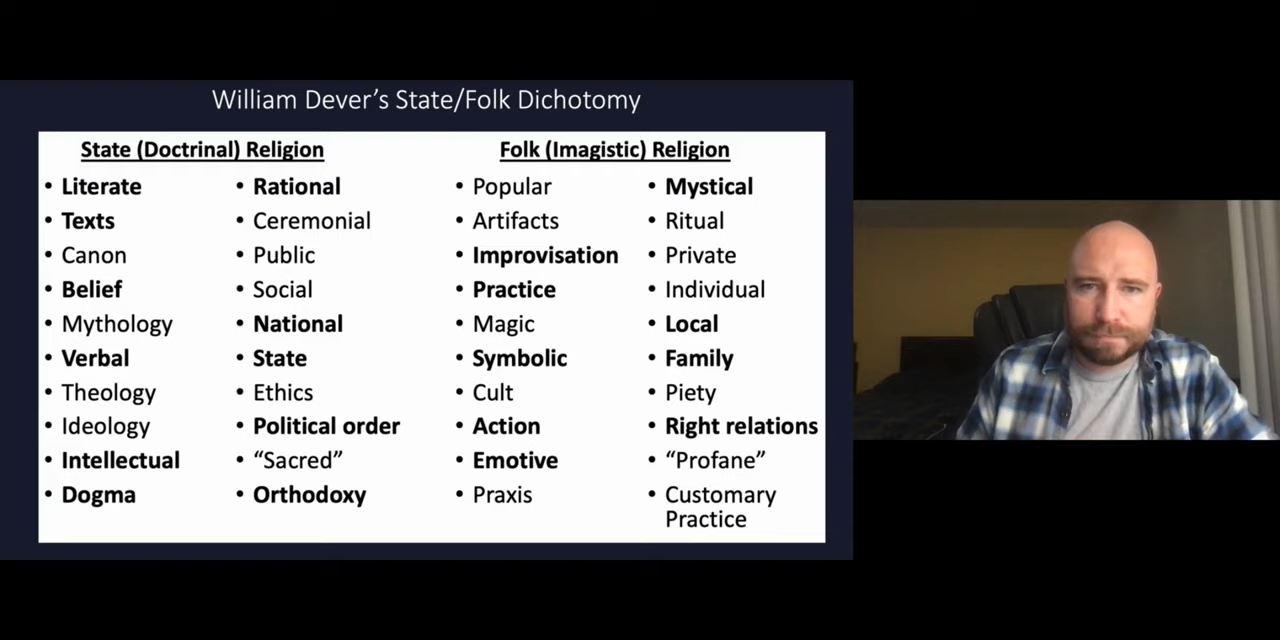 William Dever's State/Folk Dichotomy
State (Doctrinal) Religion
• Literate
• Texts
• Canon
• Belief
• Mythology
• Verbal
• Theology
• Ideology
• Intellectual
• Dogma
• Rational
• Ceremonial
• Public
• Social
• National
• State
• Ethics
• Political order
• “Sacred”
• Orthodoxy
Folk (Imagistic) Religion
• Popular
• Artifacts
• Improvisation
• Practice
• Magic
• Symbolic
• Cult
• Action
• Emotive
• Praxis
• Mystical
• Ritual
• Private
• Individual
• Local
• Family
• Piety
• Right relations
• “Profane”
• Customary
Practice